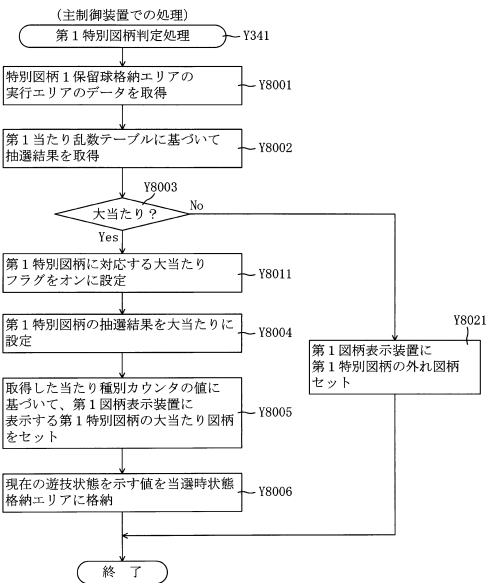 (主制御装置での処理)
第1特別図柄判定処理
Y341
特別図柄1保留球格納エリアの
実行エリアのデータを取得
Y8001
第1当たり乱数テーブルに基づいて
抽選結果を取得
Y8002
Y8003
大当たり?
No
Yes
第1特別図柄に対応する大当たり
フラグをオンに設定
Y8011
第1特別図柄の抽選結果を大当たりに
設定
Y8004
Y8021
第1図柄表示装置に
第1特別図柄の外れ図柄
セット
取得した当たり種別カウンタの値に
基づいて、第1図柄表示装置に
表示する第1特別図柄の大当たり図柄
をセット
Y8005
現在の遊技状態を示す値を当選時状態
格納エリアに格納
Y8006
終 了